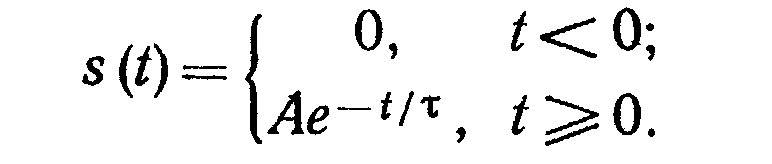 s (t) = { 0, t < 0;
Ae^{−t/τ}, t ⩾ 0.